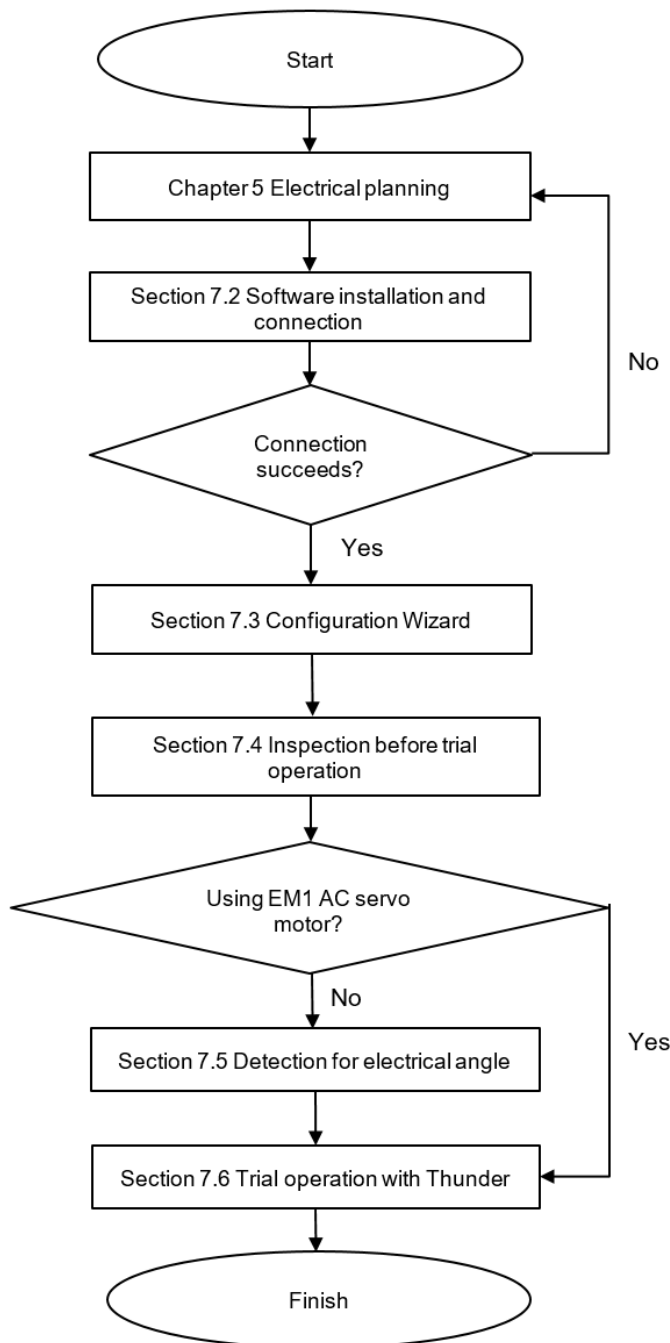 Start
Chapter 5 Electrical planning
Section 7.2 Software installation and
connection
No
Connection
succeeds?
Yes
Section 7.3 Configuration Wizard
Section 7.4 Inspection before trial
operation
Using EM1 AC servo
motor?
No
Yes
Section 7.5 Detection for electrical angle
Section 7.6 Trial operation with Thunder
Finish